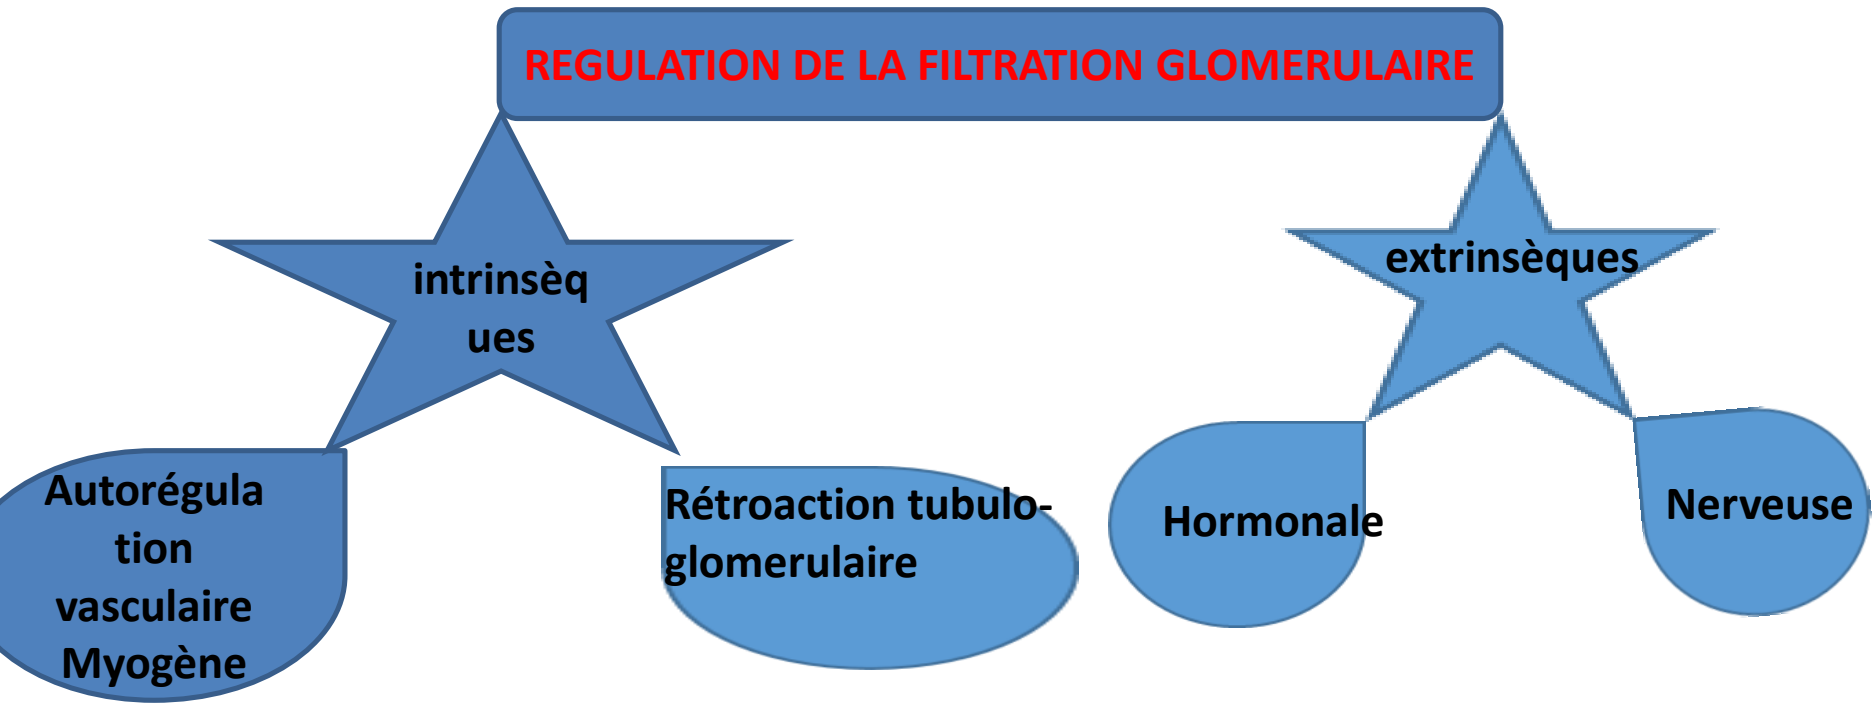 REGULATION DE LA FILTRATION GLOMERULAIRE
intrinsèq
ues
extrinsèques
Autorégula
tion
vasculaire
Myogène
Rétroaction tubulo-
glomerulaire
Hormonale
Nerveuse